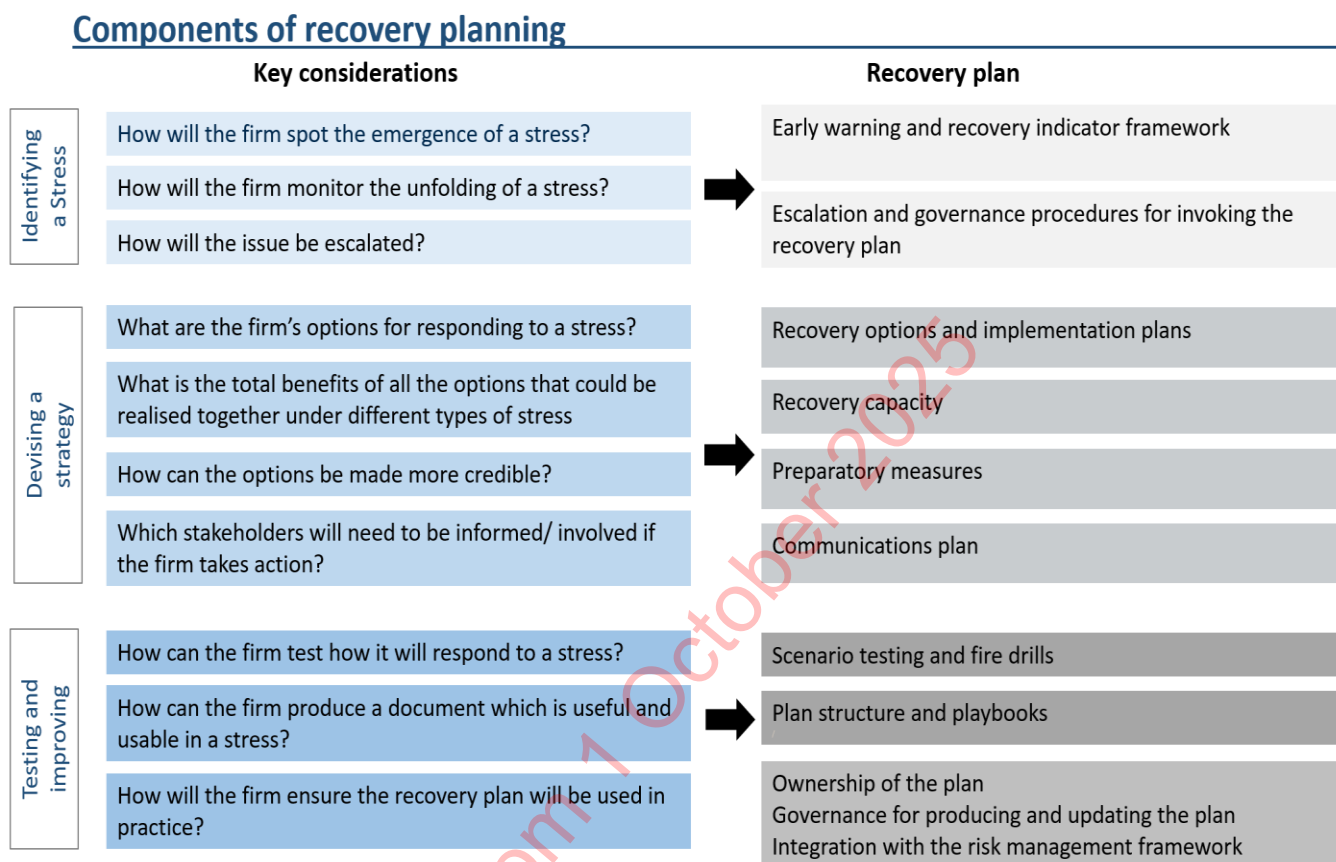 Components of recovery planning
Key considerations
Recovery plan
Identifying
a Stress
How will the firm spot the emergence of a stress?
How will the firm monitor the unfolding of a stress?
How will the issue be escalated?
Early warning and recovery indicator framework
Escalation and governance procedures for invoking the
recovery plan
Devising a
strategy
What are the firm's options for responding to a stress?
What is the total benefits of all the options that could be
realised together under different types of stress
How can the options be made more credible?
Which stakeholders will need to be informed/ involved if
the firm takes action?
Recovery options and implementation plans
Recovery capacity
Preparatory measures
Communications plan
Testing and
improving
How can the firm test how it will respond to a stress?
How can the firm produce a document which is useful and
usable in a stress?
How will the firm ensure the recovery plan will be used in
practice?
Scenario testing and fire drills
Plan structure and playbooks
Ownership of the plan
Governance for producing and updating the plan
Integration with the risk management framework
1 October 2025